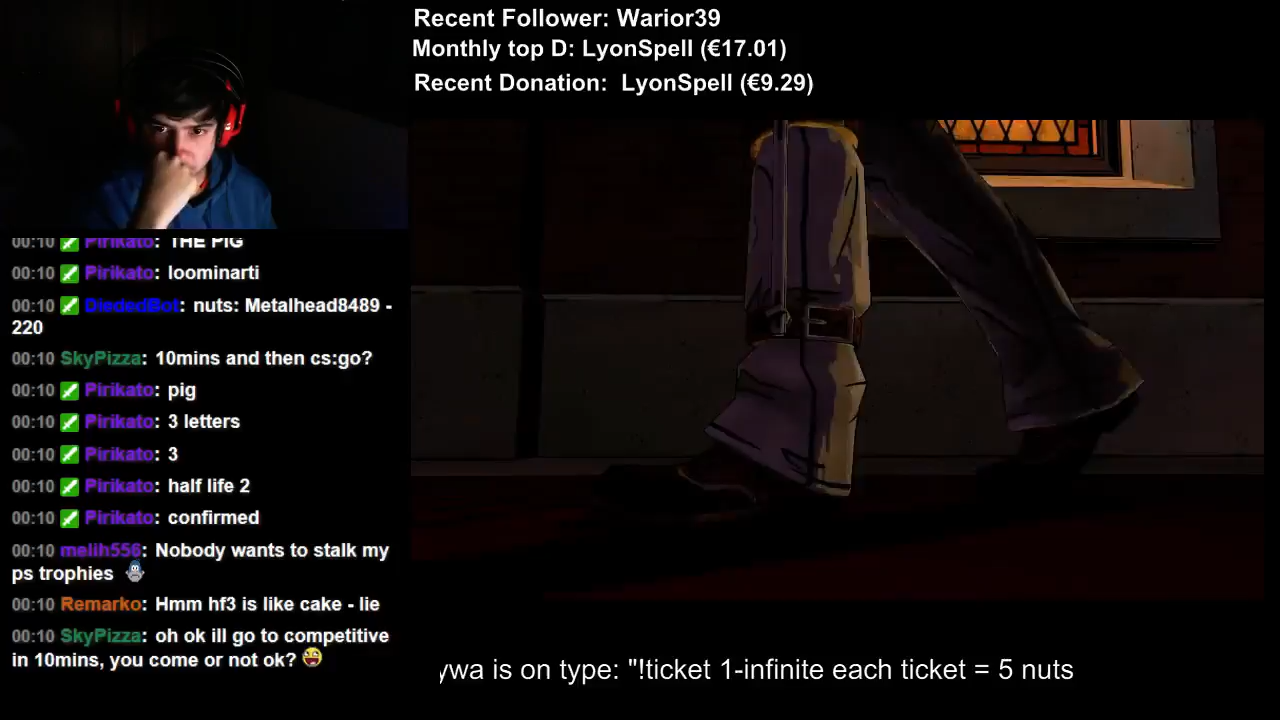 Recent Follower: Warior39
Monthly top D: LyonSpell (€17.01)
Recent Donation: LyonSpell (€9.29)
00:10 Pirikato: THE PIG
00:10 Pirikato: loominarti
00:10 DisdedBot: nuts: Metalhead8489 -
220
00:10 SkyPizza: 10mins and then cs:go?
00:10 Pirikato: pig
00:10 Pirikato: 3 letters
00:10 Pirikato: 3
00:10 Pirikato: half life 2
00:10 Pirikato: confirmed
00:10 melih556: Nobody wants to stalk my
ps trophies
00:10 Remarko: Hmm hf3 is like cake - lie
00:10 SkyPizza: oh ok ill go to competitive
in 10mins, you come or not ok?
ywa is on type: "!ticket 1-infinite each ticket = 5 nuts